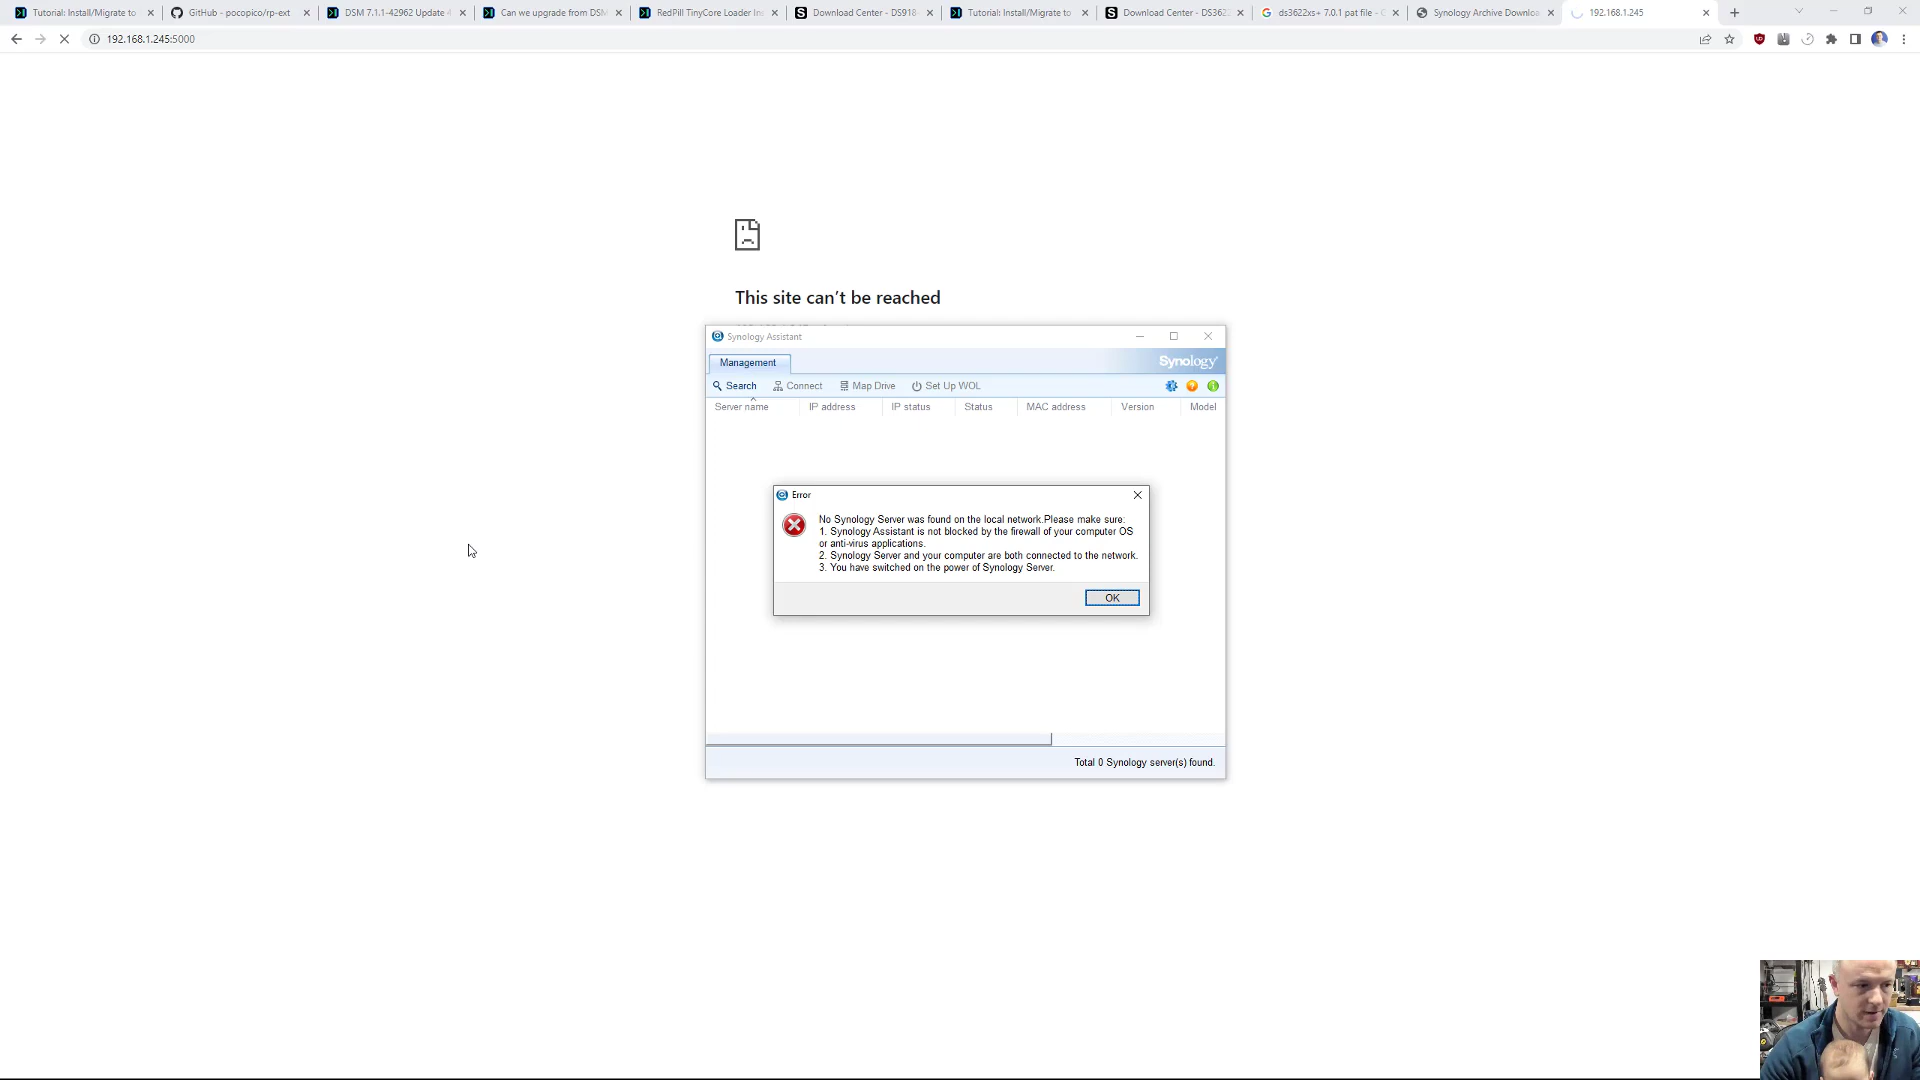 Tutorial: Install/Migrate to
GitHub - pocopico/rp-ext
DSM 7.1.1-42962 Update
Can we upgrade from DSM
RedPill TinyCore Loader Ins
Download Center - DS918-
Tutorial: Install/Migrate to
Download Center - DS362
ds3622xs+ 7.0.1 pat file - G
Synology Archive Downloa
192.168.1.245
192.168.1.245:5000
This site can't be reached
Synology Assistant
Management
Synology
Search
Connect
Map Drive
Set Up WOL
Server name
IP address
IP status
Status
MAC address
Version
Model
Error
No Synology Server was found on the local network.Please make sure:
1. Synology Assistant is not blocked by the firewall of your computer OS
or anti-virus applications.
2. Synology Server and your computer are both connected to the network.
3. You have switched on the power of Synology Server.
OK
Total 0 Synology server(s) found.